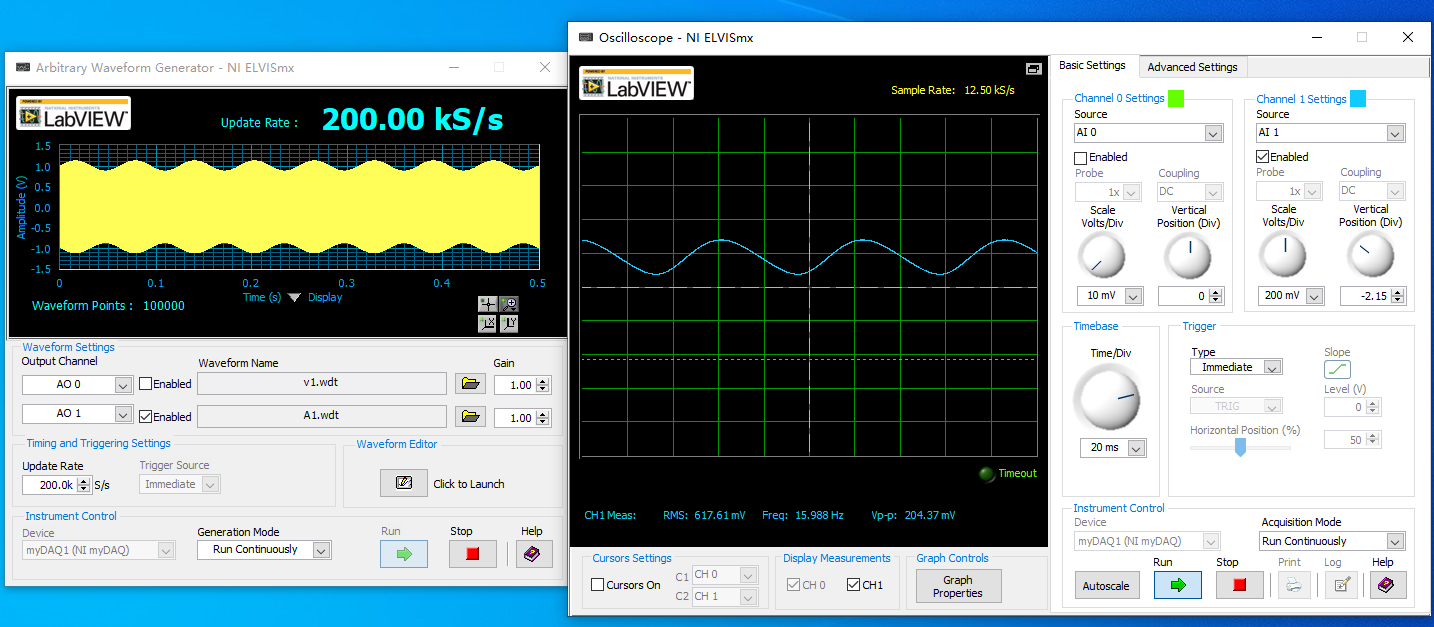 Arbitrary Waveform Generator - NI ELVISmx
POWERED BY
NATIONAL INSTRUMENTS
LabVIEW™
Update Rate : 200.00 kS/s
Amplitude (V)
1.5
1.0
0.5
0.0
-0.5
-1.0
-1.5
0 0.1 0.2 0.3 0.4 0.5
Time (s) Display
Waveform Points : 100000
Waveform Settings
Output Channel Waveform Name Gain
AO 0 Enabled v1.wdt 1.00
AO 1 Enabled A1.wdt 1.00
Timing and Triggering Settings
Update Rate Trigger Source
200.0k S/s Immediate
Waveform Editor
Click to Launch
Instrument Control
Device Generation Mode Run Stop Help
myDAQ1 (NI myDAQ) Run Continuously
Oscilloscope - NI ELVISmx
POWERED BY
NATIONAL INSTRUMENTS
LabVIEW™
Sample Rate: 12.50 kS/s
Timeout
CH1 Meas: RMS: 617.61 mV Freq: 15.988 Hz Vp-p: 204.37 mV
Cursors Settings
Cursors On C1 CH 0
C2 CH 1
Display Measurements
CH 0 CH1
Graph Controls
Graph
Properties
Basic Settings Advanced Settings
Channel 0 Settings
Source
AI 0
Enabled
Probe Coupling
1x DC
Scale Vertical
Volts/Div Position (Div)
10 mV 0
Channel 1 Settings
Source
AI 1
Enabled
Probe Coupling
1x DC
Scale Vertical
Volts/Div Position (Div)
200 mV -2.15
Timebase
Time/Div
20 ms
Trigger
Type Slope
Immediate
Source Level (V)
TRIG 0
Horizontal Position (%)
50
Instrument Control
Device Acquisition Mode
myDAQ1 (NI myDAQ) Run Continuously
Run Stop Print Log Help
Autoscale